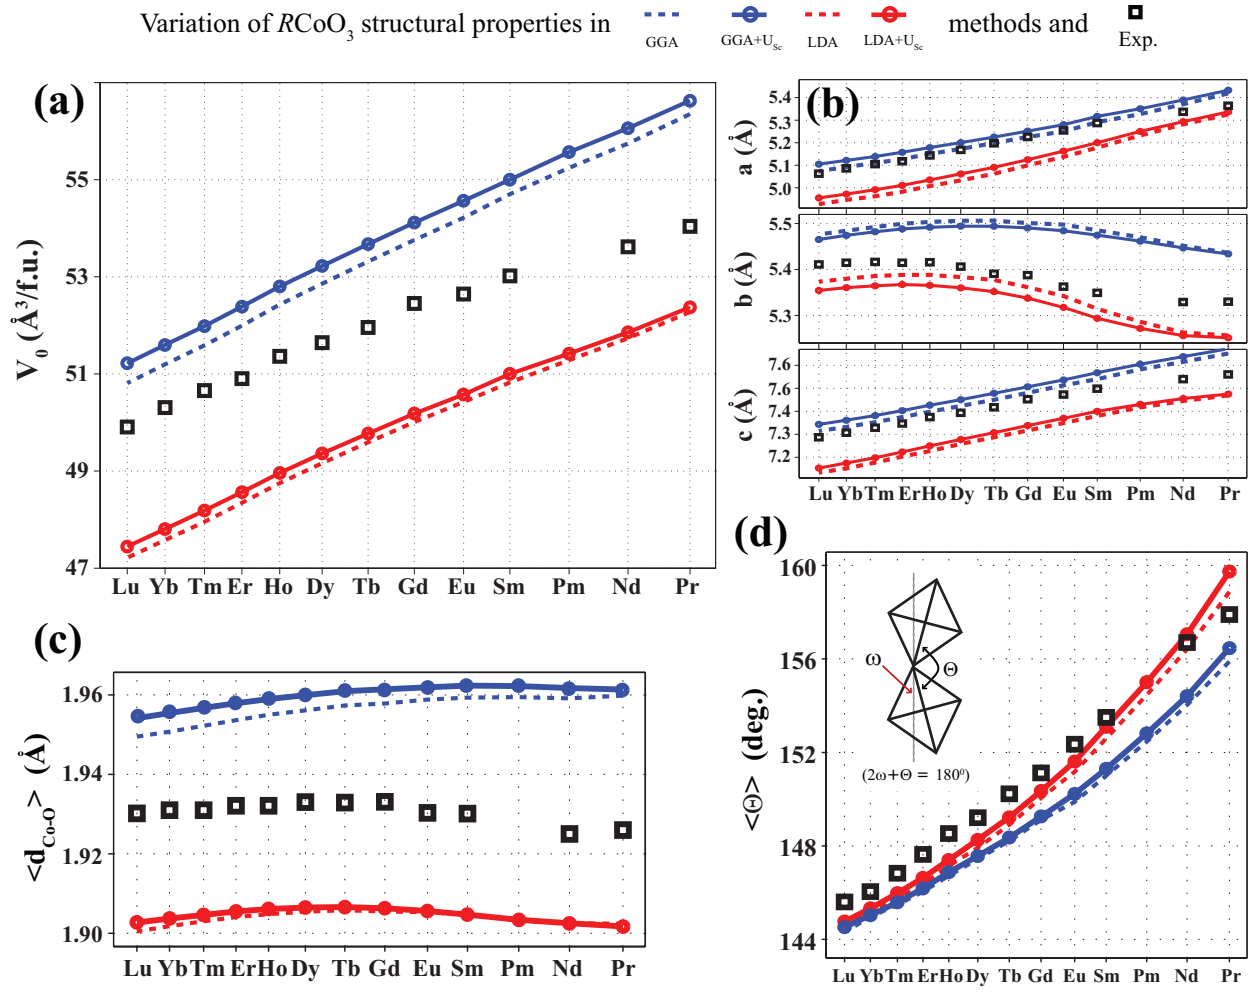 Variation of RCoO3 structural properties in GGA GGA+USc LDA LDA+USc methods and Exp.
(a)
V0 (Å3/f.u.)
55
53
51
49
47
Lu Yb Tm Er Ho Dy Tb Gd Eu Sm Pm Nd Pr
(b)
a (Å)
5.4
5.3
5.2
5.1
5.0
b (Å)
5.5
5.4
5.3
c (Å)
7.6
7.6
7.4
7.3
7.2
Lu Yb Tm Er Ho Dy Tb Gd Eu Sm Pm Nd Pr
(c)
<dCo-O> (Å)
1.96
1.94
1.92
1.90
Lu Yb Tm Er Ho Dy Tb Gd Eu Sm Pm Nd Pr
(d)
<Θ> (deg.)
160
156
152
148
144
ω
Θ
(2ω+Θ = 180⁰)
Lu Yb Tm Er Ho Dy Tb Gd Eu Sm Pm Nd Pr